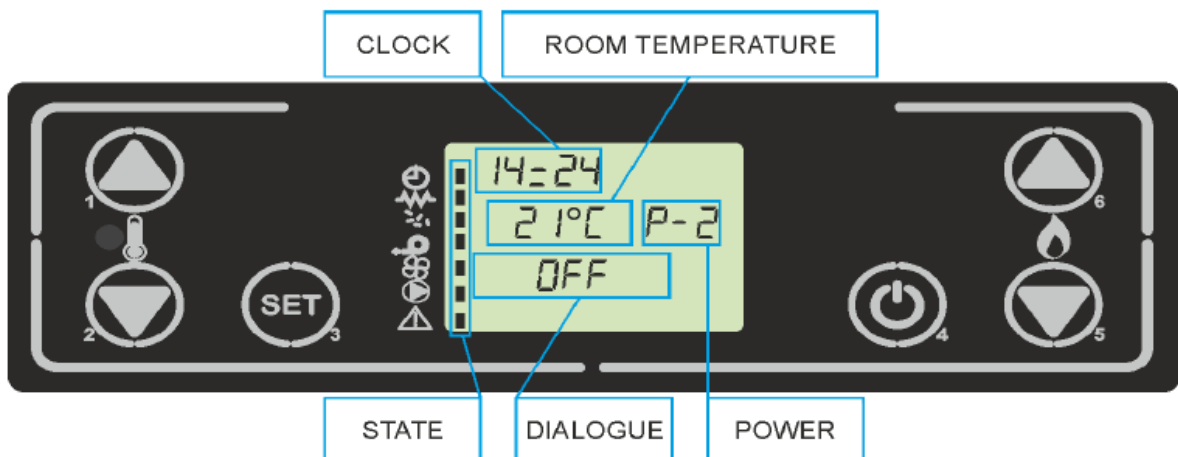 CLOCK
ROOM TEMPERATURE
14:24
1
6
21°C
P-2
OFF
2
SET
3
4
5
STATE
DIALOGUE
POWER